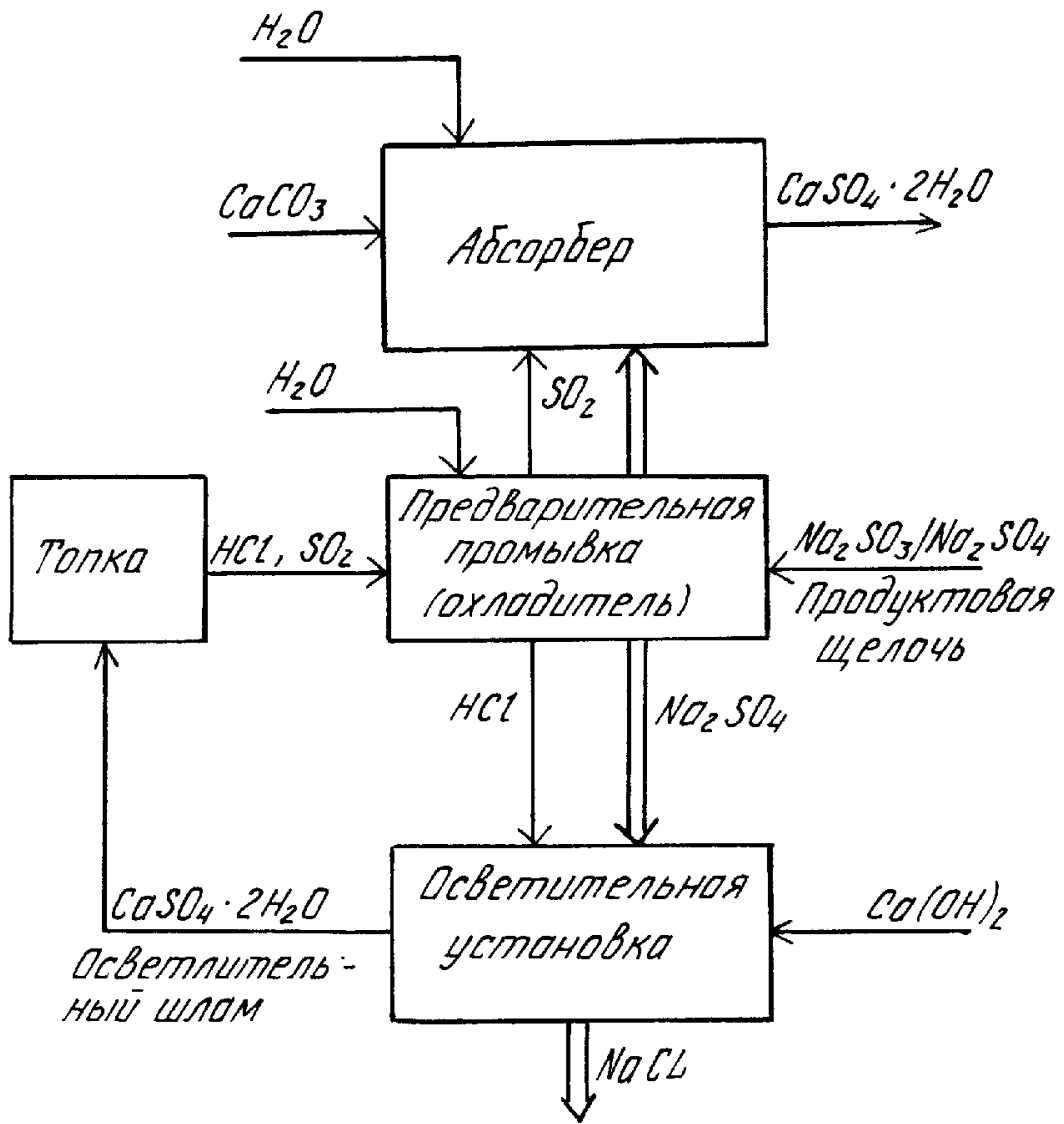 H₂O
CaCO₃
Абсорбер
CaSO₄·2H₂O
H₂O
SO₂
Топка
HCl, SO₂
Предварительная
промывка
(охладитель)
Na₂SO₃/Na₂SO₄
Продуктовая
щелочь
HCl
Na₂SO₄
CaSO₄·2H₂O
Осветлитель-
ный шлам
Осветительная
установка
Ca(OH)₂
NaCL